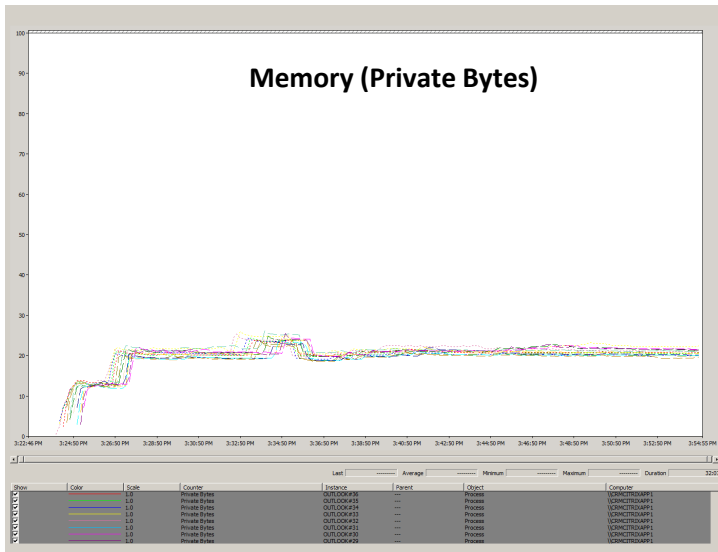 Memory (Private Bytes)
100
90
80
70
60
50
40
30
20
10
0
3:22:46 PM 3:24:50 PM 3:26:50 PM 3:28:50 PM 3:30:50 PM 3:32:50 PM 3:34:50 PM 3:36:50 PM 3:38:50 PM 3:40:50 PM 3:42:50 PM 3:44:50 PM 3:46:50 PM 3:48:50 PM 3:50:50 PM 3:52:50 PM 3:54:55 PM
Last --------- Average --------- Minimum --------- Maximum --------- Duration 32:0
Show Color Scale Counter Instance Parent Object Computer
1.0 Private Bytes OUTLOOK#36 --- Process \\CRMCITRIXAPP1
1.0 Private Bytes OUTLOOK#35 --- Process \\CRMCITRIXAPP1
1.0 Private Bytes OUTLOOK#34 --- Process \\CRMCITRIXAPP1
1.0 Private Bytes OUTLOOK#33 --- Process \\CRMCITRIXAPP1
1.0 Private Bytes OUTLOOK#32 --- Process \\CRMCITRIXAPP1
1.0 Private Bytes OUTLOOK#31 --- Process \\CRMCITRIXAPP1
1.0 Private Bytes OUTLOOK#30 --- Process \\CRMCITRIXAPP1
1.0 Private Bytes OUTLOOK#29 --- Process \\CRMCITRIXAPP1